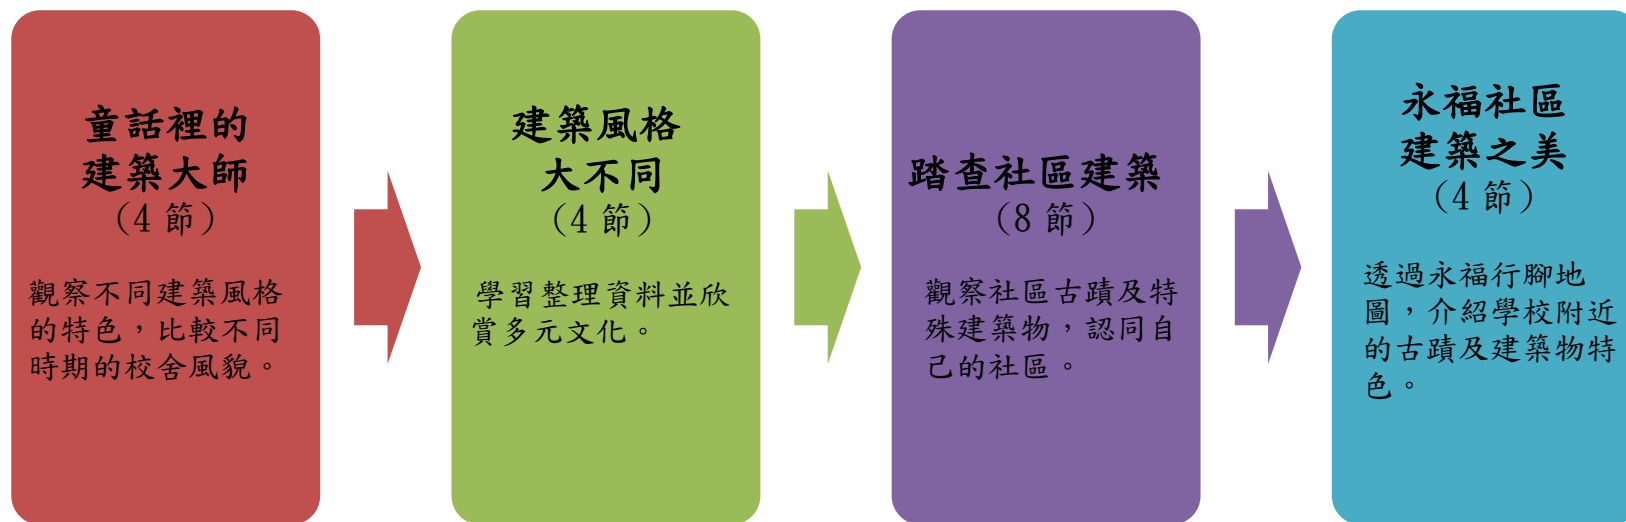 童話裡的
建築大師
（4 節）
觀察不同建築風格
的特色，比較不同
時期的校舍風貌。
建築風格
大不同
（4 節）
學習整理資料並欣
賞多元文化。
踏查社區建築
（8 節）
觀察社區古蹟及特
殊建築物，認同自
己的社區。
永福社區
建築之美
（4 節）
透過永福行腳地
圖，介紹學校附近
的古蹟及建築物特
色。